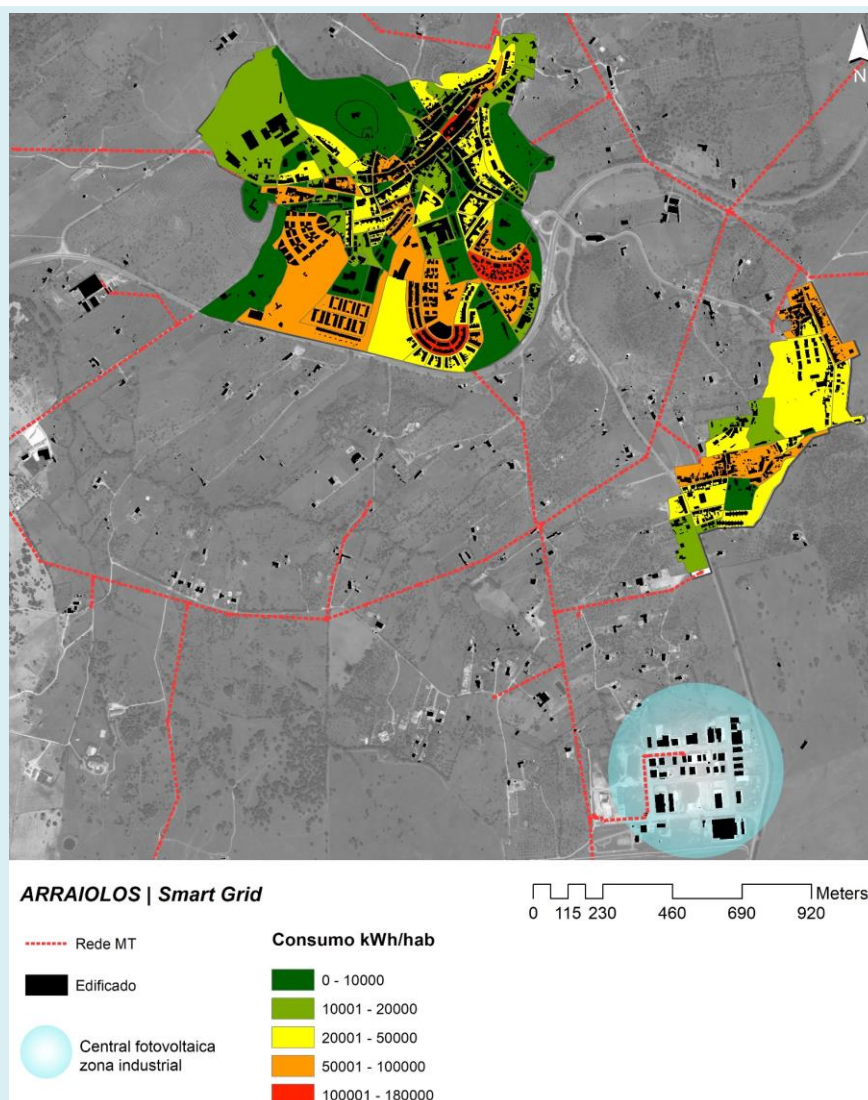 N
ARRAIOLOS | Smart Grid
Meters
0 115 230 460 690 920
Rede MT
Edificado
Central fotovoltaica
zona industrial
Consumo kWh/hab
0 - 10000
10001 - 20000
20001 - 50000
50001 - 100000
100001 - 180000